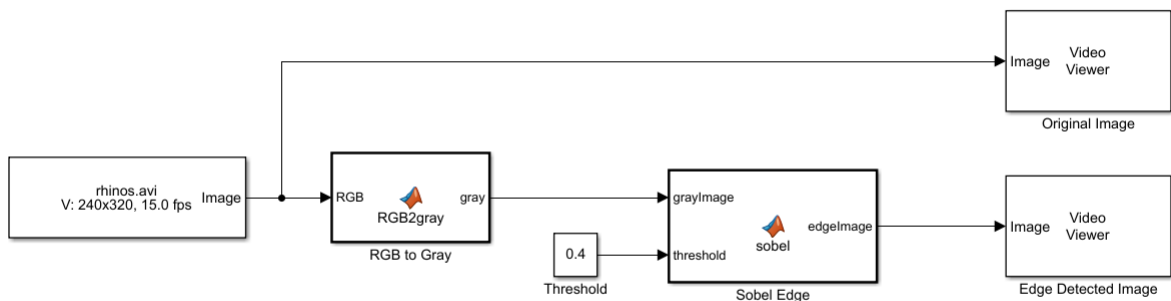 Image
Video
Viewer
Original Image
rhinos.avi
V: 240x320, 15.0 fps
Image
RGB
RGB2gray
gray
RGB to Gray
0.4
Threshold
grayImage
threshold
sobel
edgeImage
Sobel Edge
Image
Video
Viewer
Edge Detected Image